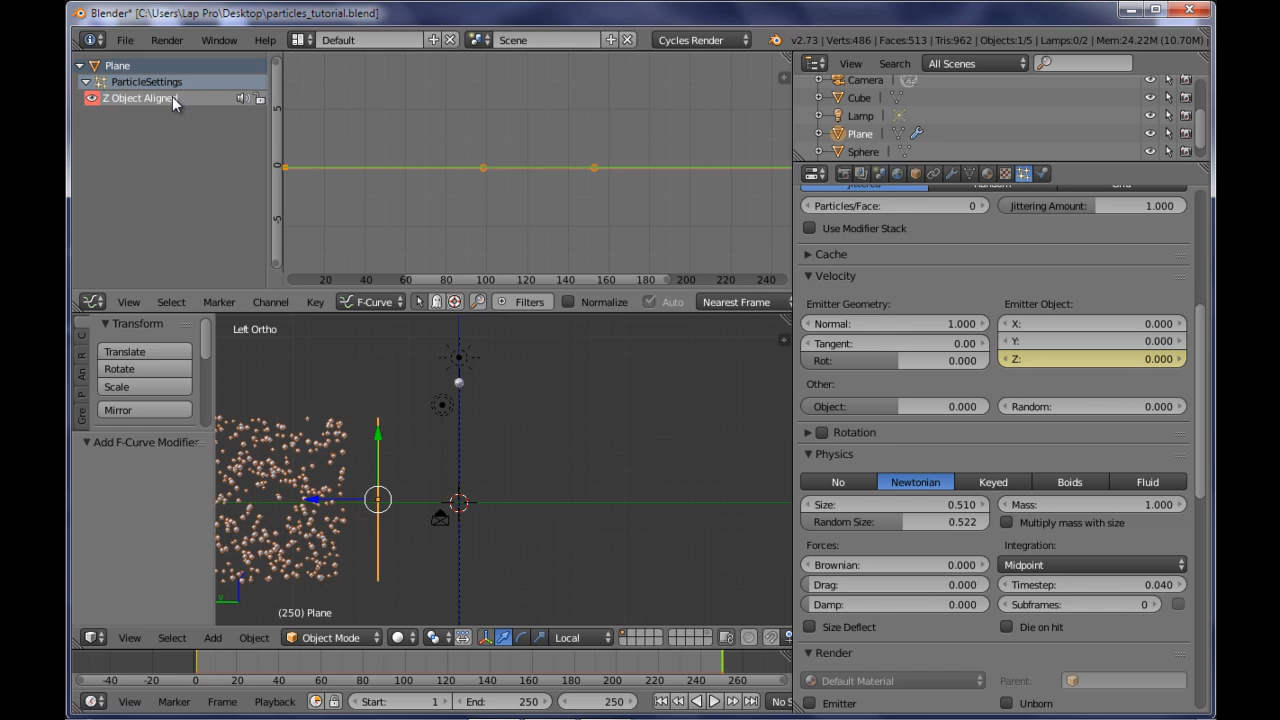 Blender* [C:\Users\Lap Pro\Desktop\particles_tutorial.blend]
File Render Window Help Default Scene Cycles Render v2.73 | Verts:486 | Faces:513 | Tris:962 | Objects:1/5 | Lamps:0/2 | Mem:24.22M (10.70M)
Plane
ParticleSettings
Z Object Aligne
5
0
-5
20 40 60 80 100 120 140 160 180 200 220 240
View Select Marker Channel Key F-Curve Filters Normalize Auto Nearest Frame
Transform
Translate
Rotate
Scale
Mirror
Add F-Curve Modifier
C
R
An
P
Gre
Left Ortho
y
(250) Plane
View Select Add Object Object Mode Local
-40 -20 0 20 40 60 80 100 120 140 160 180 200 220 240 260
View Marker Frame Playback Start: 1 End: 250 250 No S
View Search All Scenes
Camera
Cube
Lamp
Plane
Sphere
Jittered Random Grid
Particles/Face: 0 Jittering Amount: 1.000
Use Modifier Stack
Cache
Velocity
Emitter Geometry: Emitter Object:
Normal: 1.000 X: 0.000
Tangent: 0.00 Y: 0.000
Rot: 0.000 Z: 0.000
Other:
Object: 0.000 Random: 0.000
Rotation
Physics
No Newtonian Keyed Boids Fluid
Size: 0.510 Mass: 1.000
Random Size: 0.522 Multiply mass with size
Forces: Integration:
Brownian: 0.000 Midpoint
Drag: 0.000 Timestep: 0.040
Damp: 0.000 Subframes: 0
Size Deflect Die on hit
Render
Default Material Parent:
Emitter Unborn